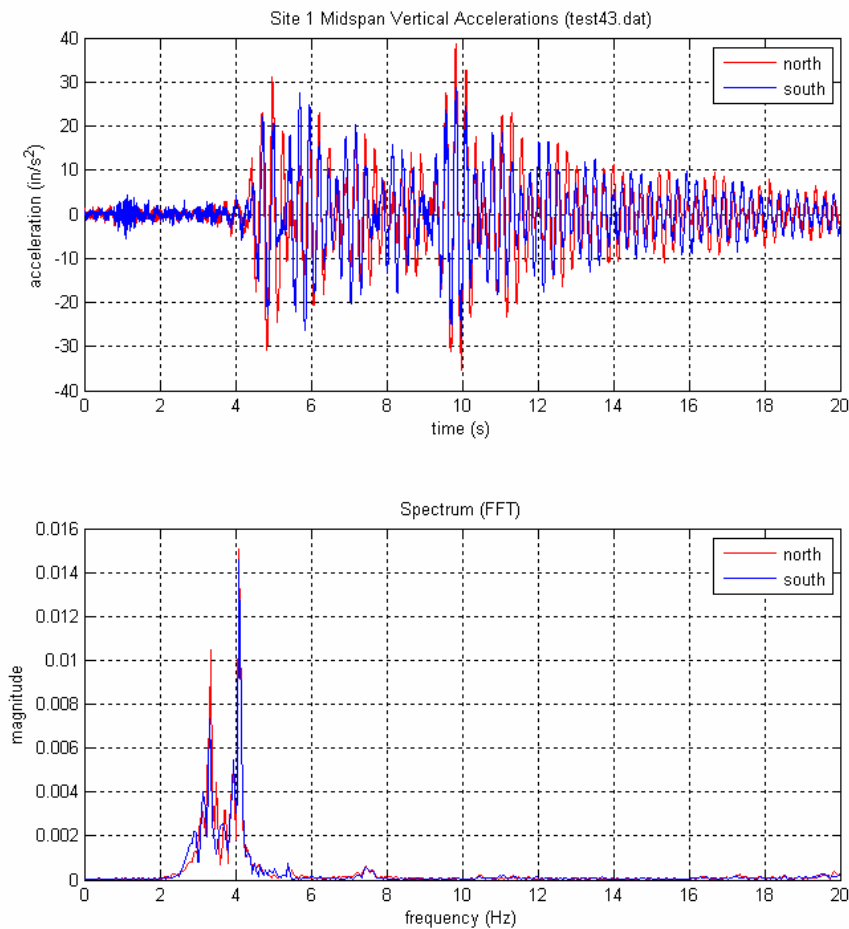 Site 1 Midspan Vertical Accelerations (test43.dat)
40
30
20
10
0
-10
-20
-30
-40
acceleration (in/s²)
north
south
0 2 4 6 8 10 12 14 16 18 20
time (s)
Spectrum (FFT)
0.016
0.014
0.012
0.01
0.008
0.006
0.004
0.002
0
magnitude
north
south
0 2 4 6 8 10 12 14 16 18 20
frequency (Hz)